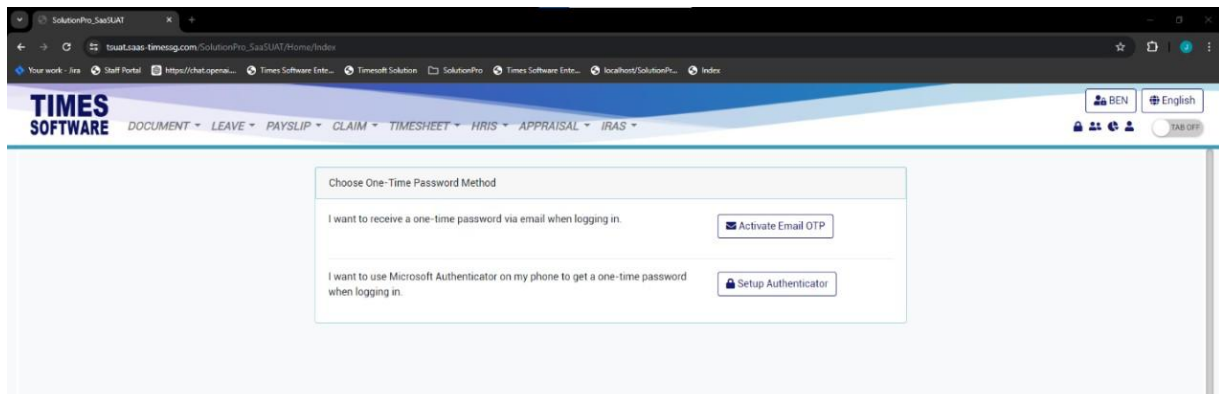 SolutionPro_SaaSUAT
tsuat.saas-timessg.com/SolutionPro_SaaSUAT/Home/Index
Your work - Jira Staff Portal https://chat.openai.... Times Software Ente... Timesoft Solution SolutionPro Times Software Ente... localhost/SolutionPr... Index
TIMES
SOFTWARE
DOCUMENT LEAVE PAYSLIP CLAIM TIMESHEET HRIS APPRAISAL IRAS
BEN English
TAB OFF
Choose One-Time Password Method
I want to receive a one-time password via email when logging in.
Activate Email OTP
I want to use Microsoft Authenticator on my phone to get a one-time password
when logging in.
Setup Authenticator